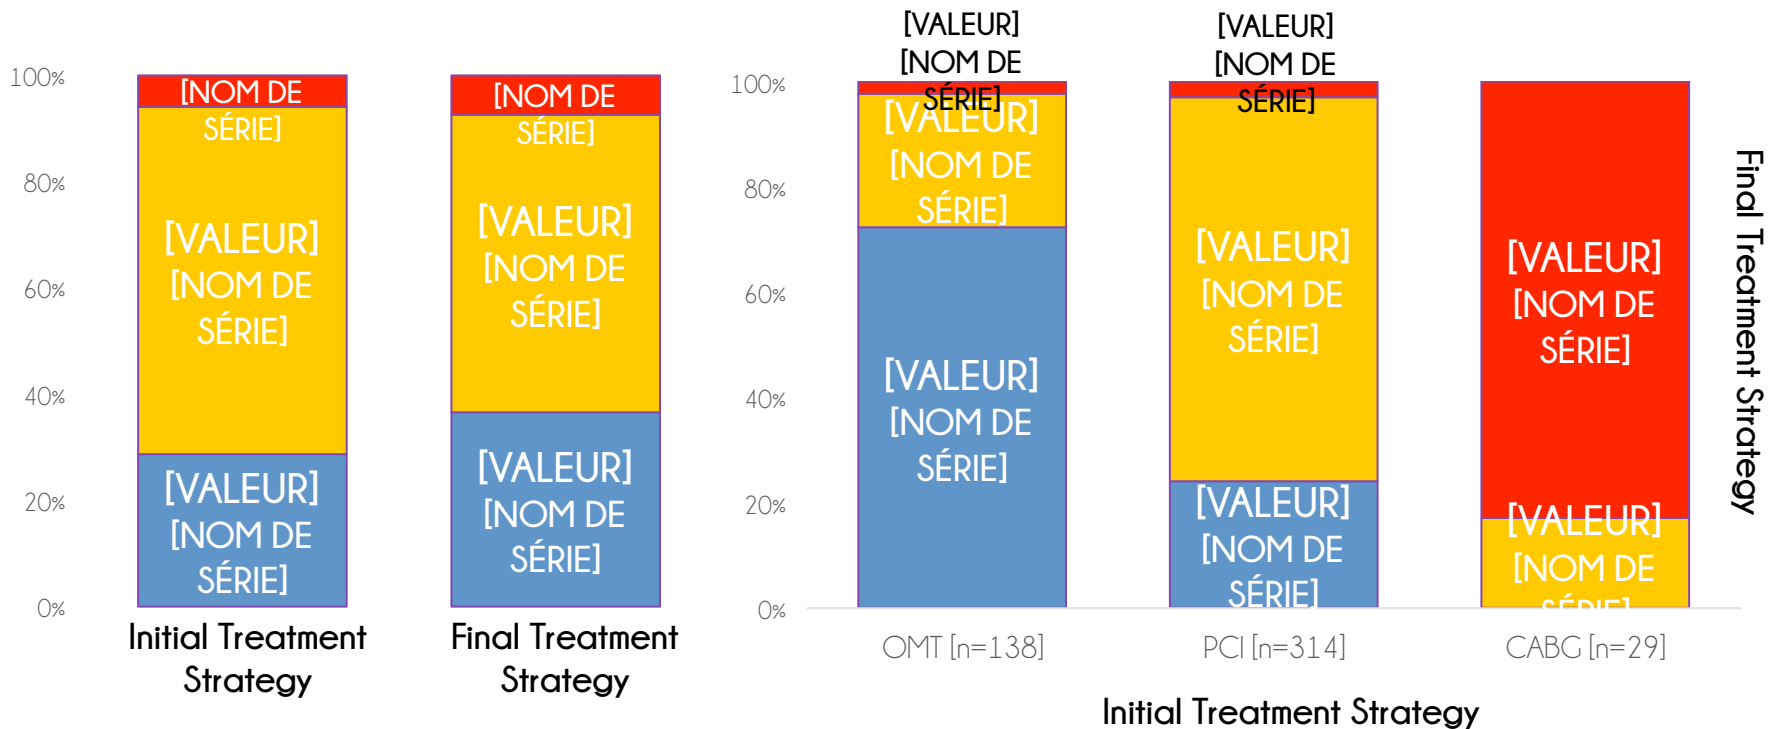 100%
80%
60%
40%
20%
0%
[NOM DE
SÉRIE]
[VALEUR]
[NOM DE
SÉRIE]
[VALEUR]
[NOM DE
SÉRIE]
Initial Treatment
Strategy
[NOM DE
SÉRIE]
[VALEUR]
[NOM DE
SÉRIE]
[VALEUR]
[NOM DE
SÉRIE]
Final Treatment
Strategy
100%
80%
60%
40%
20%
0%
[VALEUR]
[NOM DE
SÉRIE]
[VALEUR]
[NOM DE
SÉRIE]
[VALEUR]
[NOM DE
SÉRIE]
OMT [n=138]
[VALEUR]
[NOM DE
SÉRIE]
[VALEUR]
[NOM DE
SÉRIE]
[VALEUR]
[NOM DE
SÉRIE]
PCI [n=314]
[VALEUR]
[NOM DE
SÉRIE]
[VALEUR]
[NOM DE
SÉRIE]
CABG [n=29]
Initial Treatment Strategy
Final Treatment Strategy